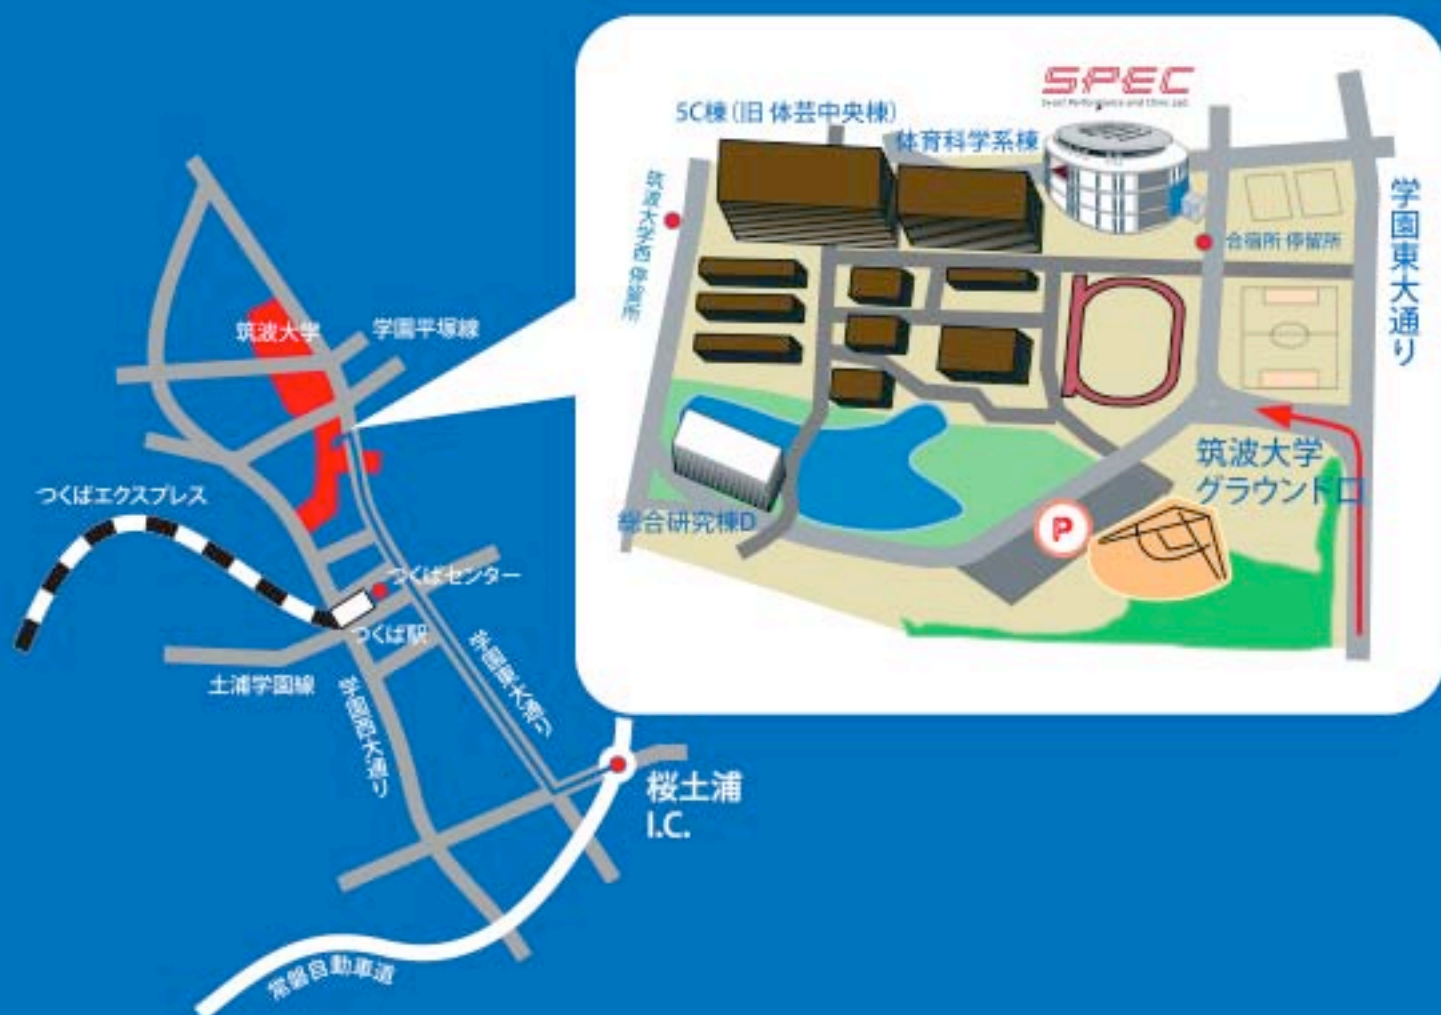 SPEC
5C棟(旧 体芸中央棟)
体育科学系棟
筑波大学西 停留所
合宿所 停留所
学園東大通り
筑波大学
グラウンド口
総合研究棟D
P
筑波大学
学園平塚線
つくばエクスプレス
つくばセンター
つくば駅
土浦学園線
学園西大通り
学園東大通り
桜土浦
I.C.
常磐自動車道